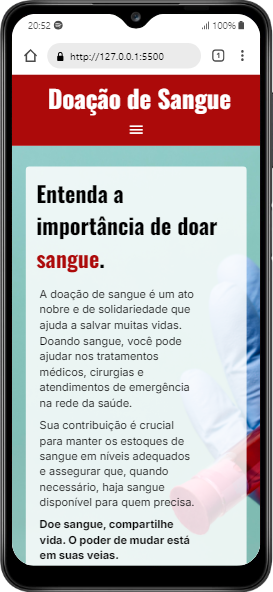 20:52 100%
http://127.0.0.1:5500 1
Doação de Sangue
Entenda a
importância de doar
sangue.
A doação de sangue é um ato
nobre e de solidariedade que
ajuda a salvar muitas vidas.
Doando sangue, você pode
ajudar nos tratamentos
médicos, cirurgias e
atendimentos de emergência
na rede da saúde.
Sua contribuição é crucial
para manter os estoques de
sangue em níveis adequados
e assegurar que, quando
necessário, haja sangue
disponível para quem precisa.
Doe sangue, compartilhe
vida. O poder de mudar está
em suas veias.